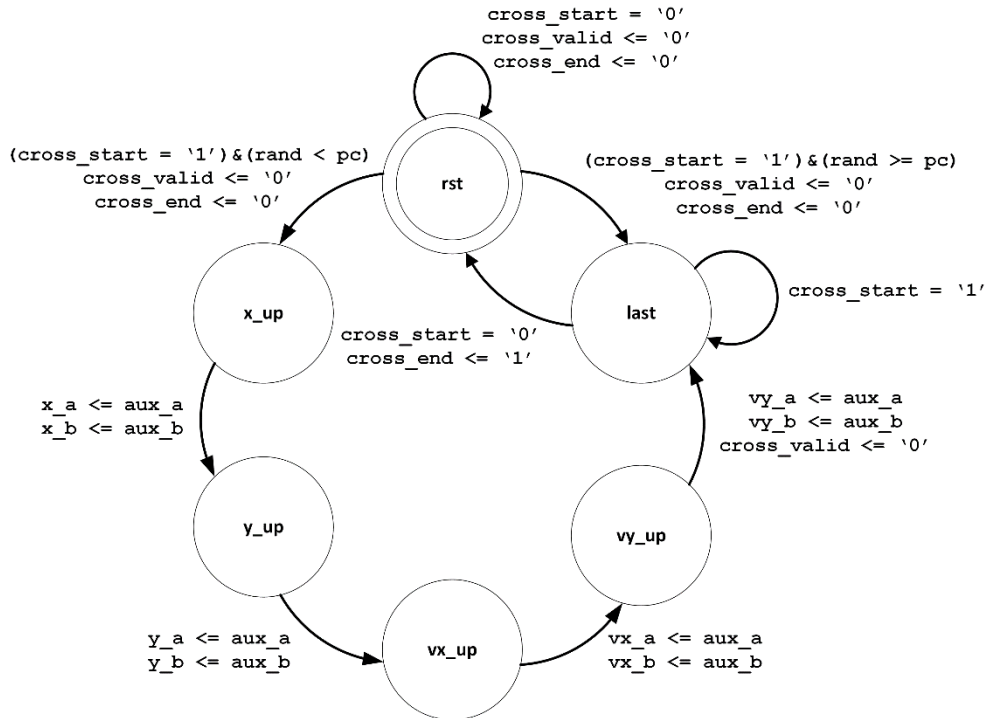 cross_start = ‘0’
cross_valid <= ‘0’
cross_end <= ‘0’
(cross_start = ‘1’)&(rand < pc)
cross_valid <= ‘0’
cross_end <= ‘0’
rst
(cross_start = ‘1’)&(rand >= pc)
cross_valid <= ‘0’
cross_end <= ‘0’
x_up
last
cross_start = ‘1’
cross_start = ‘0’
cross_end <= ‘1’
x_a <= aux_a
x_b <= aux_b
vy_a <= aux_a
vy_b <= aux_b
cross_valid <= ‘0’
y_up
vy_up
y_a <= aux_a
y_b <= aux_b
vx_up
vx_a <= aux_a
vx_b <= aux_b